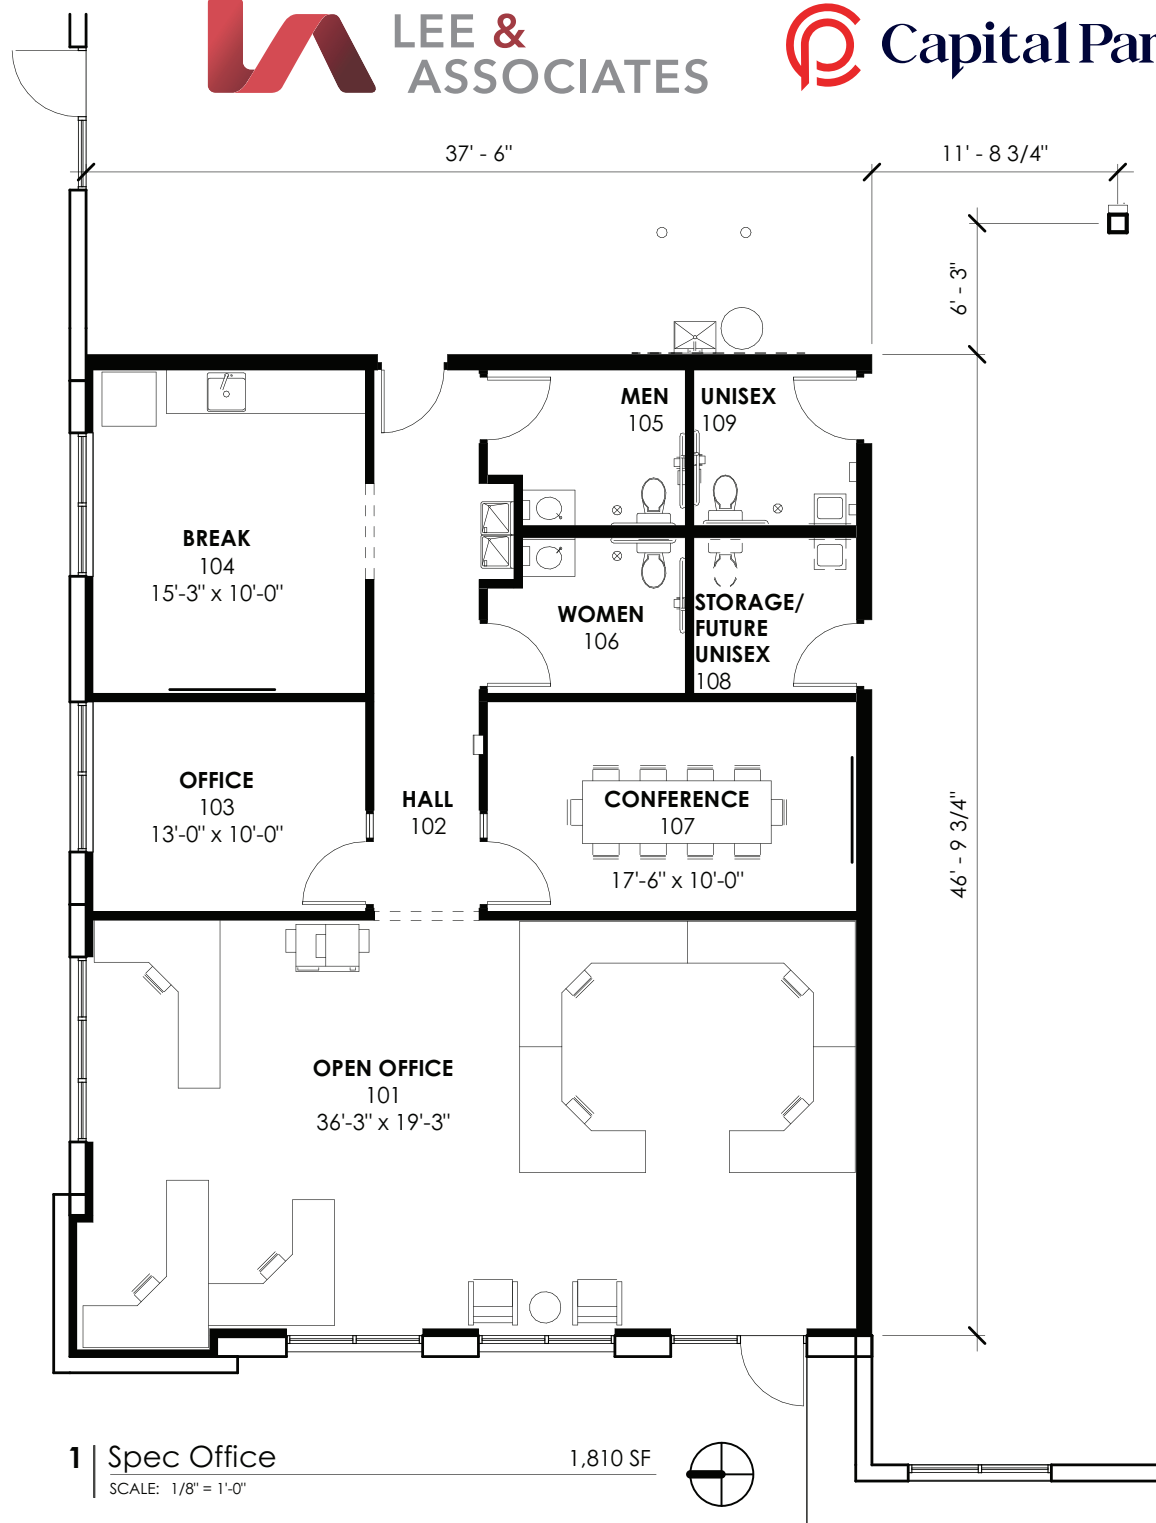 LEE &
ASSOCIATES
Capital Par
37' - 6"
11' - 8 3/4"
6' - 3"
MEN
105
UNISEX
109
BREAK
104
15'-3" x 10'-0"
WOMEN
106
STORAGE/
FUTURE
UNISEX
108
OFFICE
103
13'-0" x 10'-0"
HALL
102
CONFERENCE
107
17'-6" x 10'-0"
46' - 9 3/4"
OPEN OFFICE
101
36'-3" x 19'-3"
1 Spec Office
1,810 SF
SCALE: 1/8" = 1'-0"